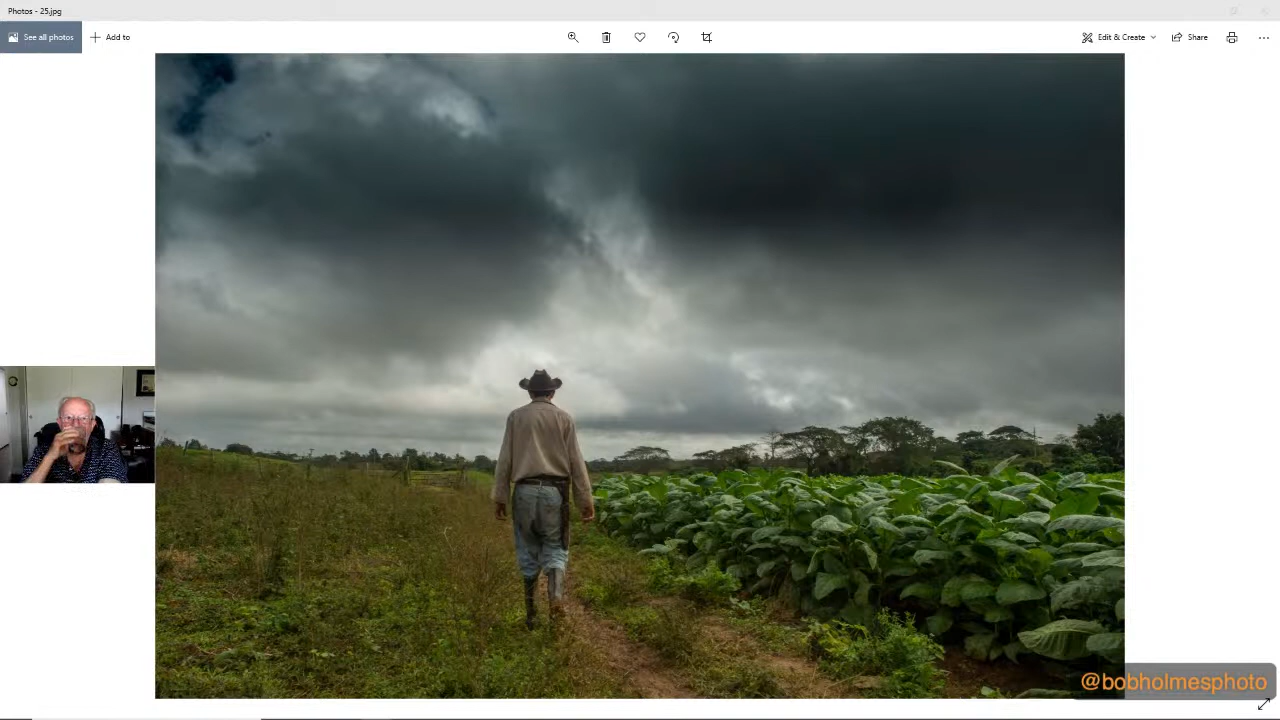 Photos - 25.jpg
See all photos
Add to
Edit & Create
Share
@bobholmesphoto